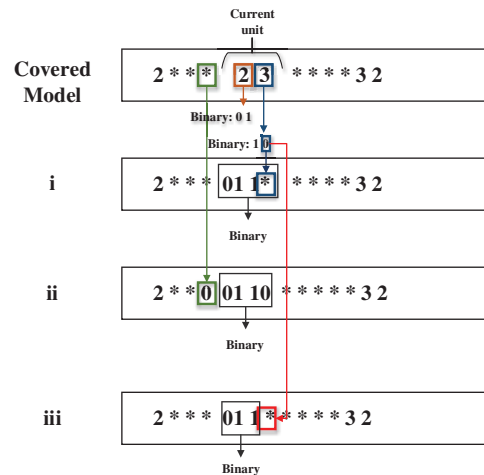 Current
unit
Covered
Model
2 * * * 2 3 * * * * 3 2
Binary: 0 1
Binary: 1 0
i
2 * * * 01 1 * * * * * 3 2
Binary
ii
2 * * 0 01 10 * * * * * 3 2
Binary
iii
2 * * * 01 1 * * * * * 3 2
Binary